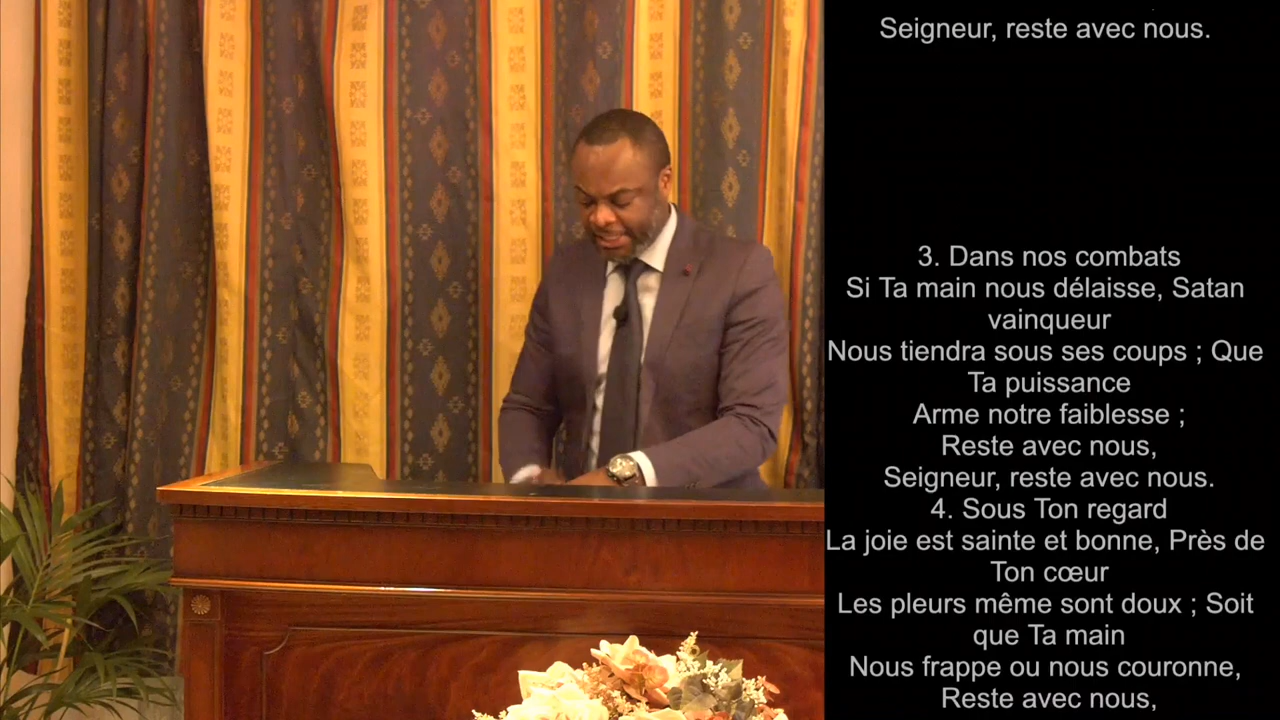 Seigneur, reste avec nous.
3. Dans nos combats
Si Ta main nous délaisse, Satan
vainqueur
Nous tiendra sous ses coups ; Que
Ta puissance
Arme notre faiblesse ;
Reste avec nous,
Seigneur, reste avec nous.
4. Sous Ton regard
La joie est sainte et bonne, Près de
Ton cœur
Les pleurs même sont doux ; Soit
que Ta main
Nous frappe ou nous couronne,
Reste avec nous,